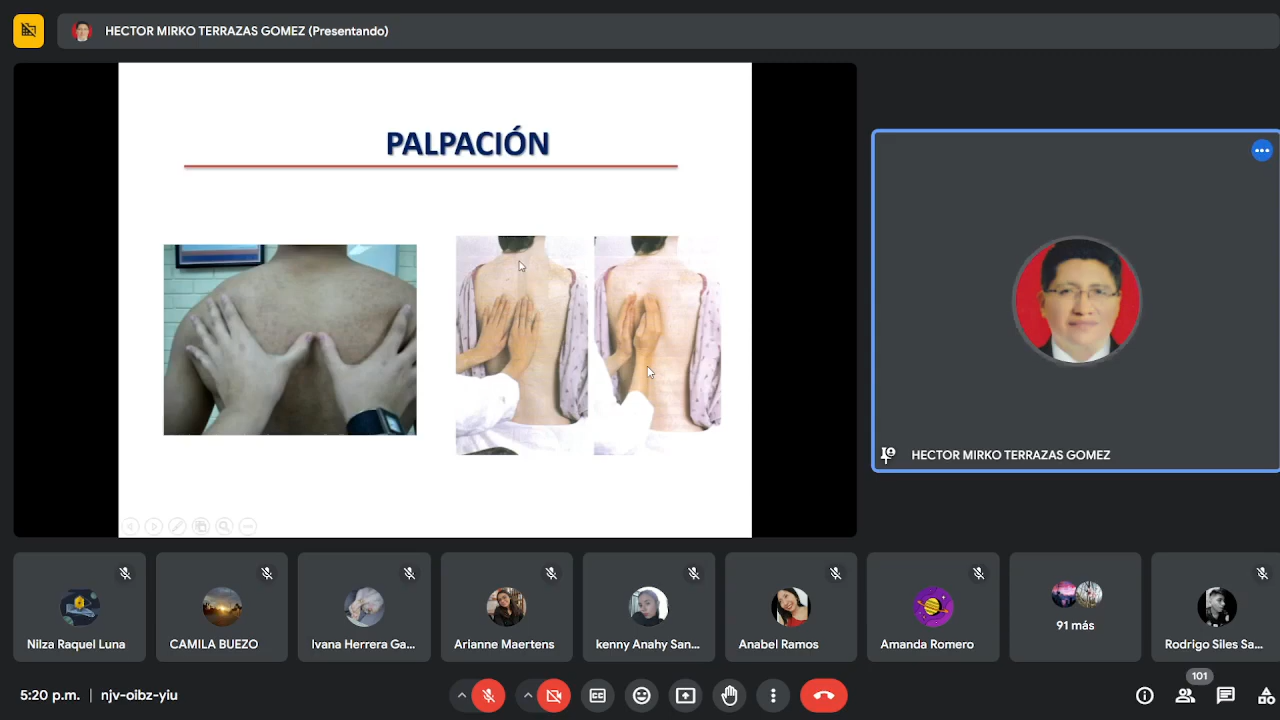 HECTOR MIRKO TERRAZAS GOMEZ (Presentando)
PALPACIÓN
HECTOR MIRKO TERRAZAS GOMEZ
Nilza Raquel Luna
CAMILA BUEZO
Ivana Herrera Ga...
Arianne Maertens
kenny Anahy San...
Anabel Ramos
Amanda Romero
91 más
Rodrigo Siles Sa...
5:20 p.m. | njv-oibz-yiu
101